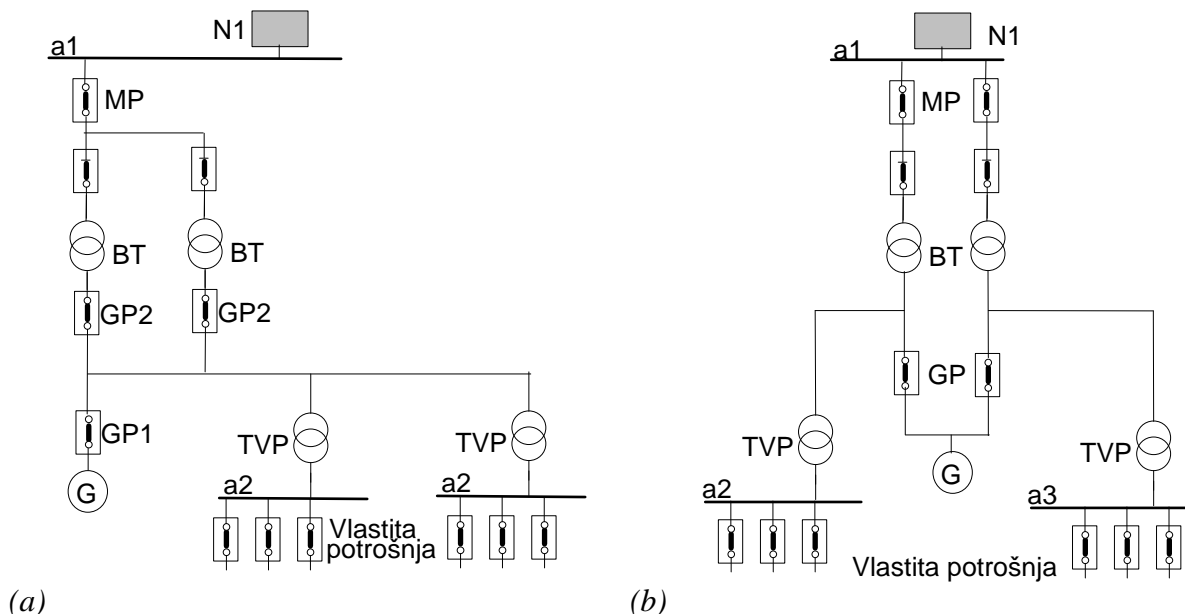 N1
a1
MP
BT
BT
GP2
GP2
GP1
G
TVP
TVP
a2
a2
Vlastita
potrošnja
(a)
N1
a1
MP
BT
GP
TVP
TVP
G
a2
a3
Vlastita potrošnja
(b)